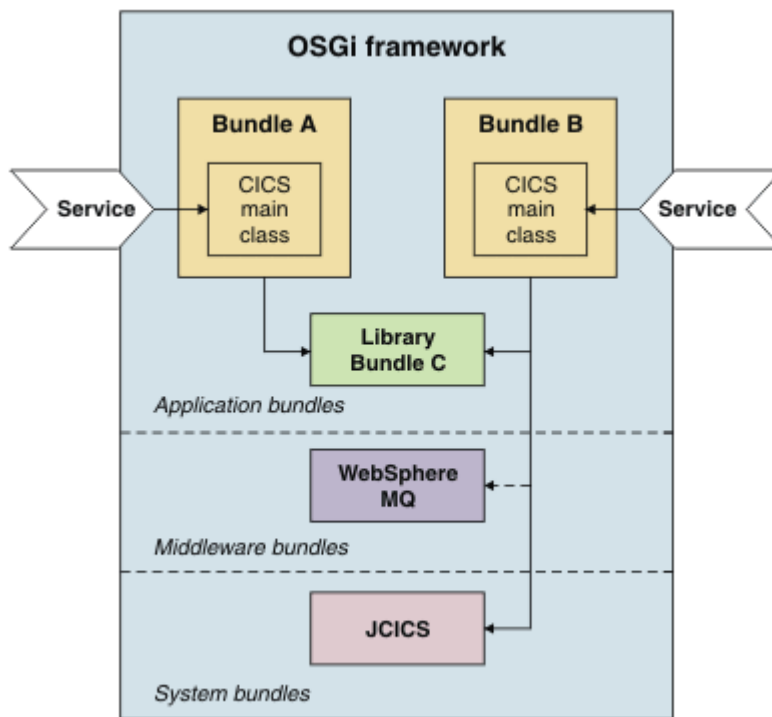 OSGi framework
Bundle A
Bundle B
CICS
main
class
CICS
main
class
Service
Service
Library
Bundle C
Application bundles
WebSphere
MQ
Middleware bundles
JCICS
System bundles